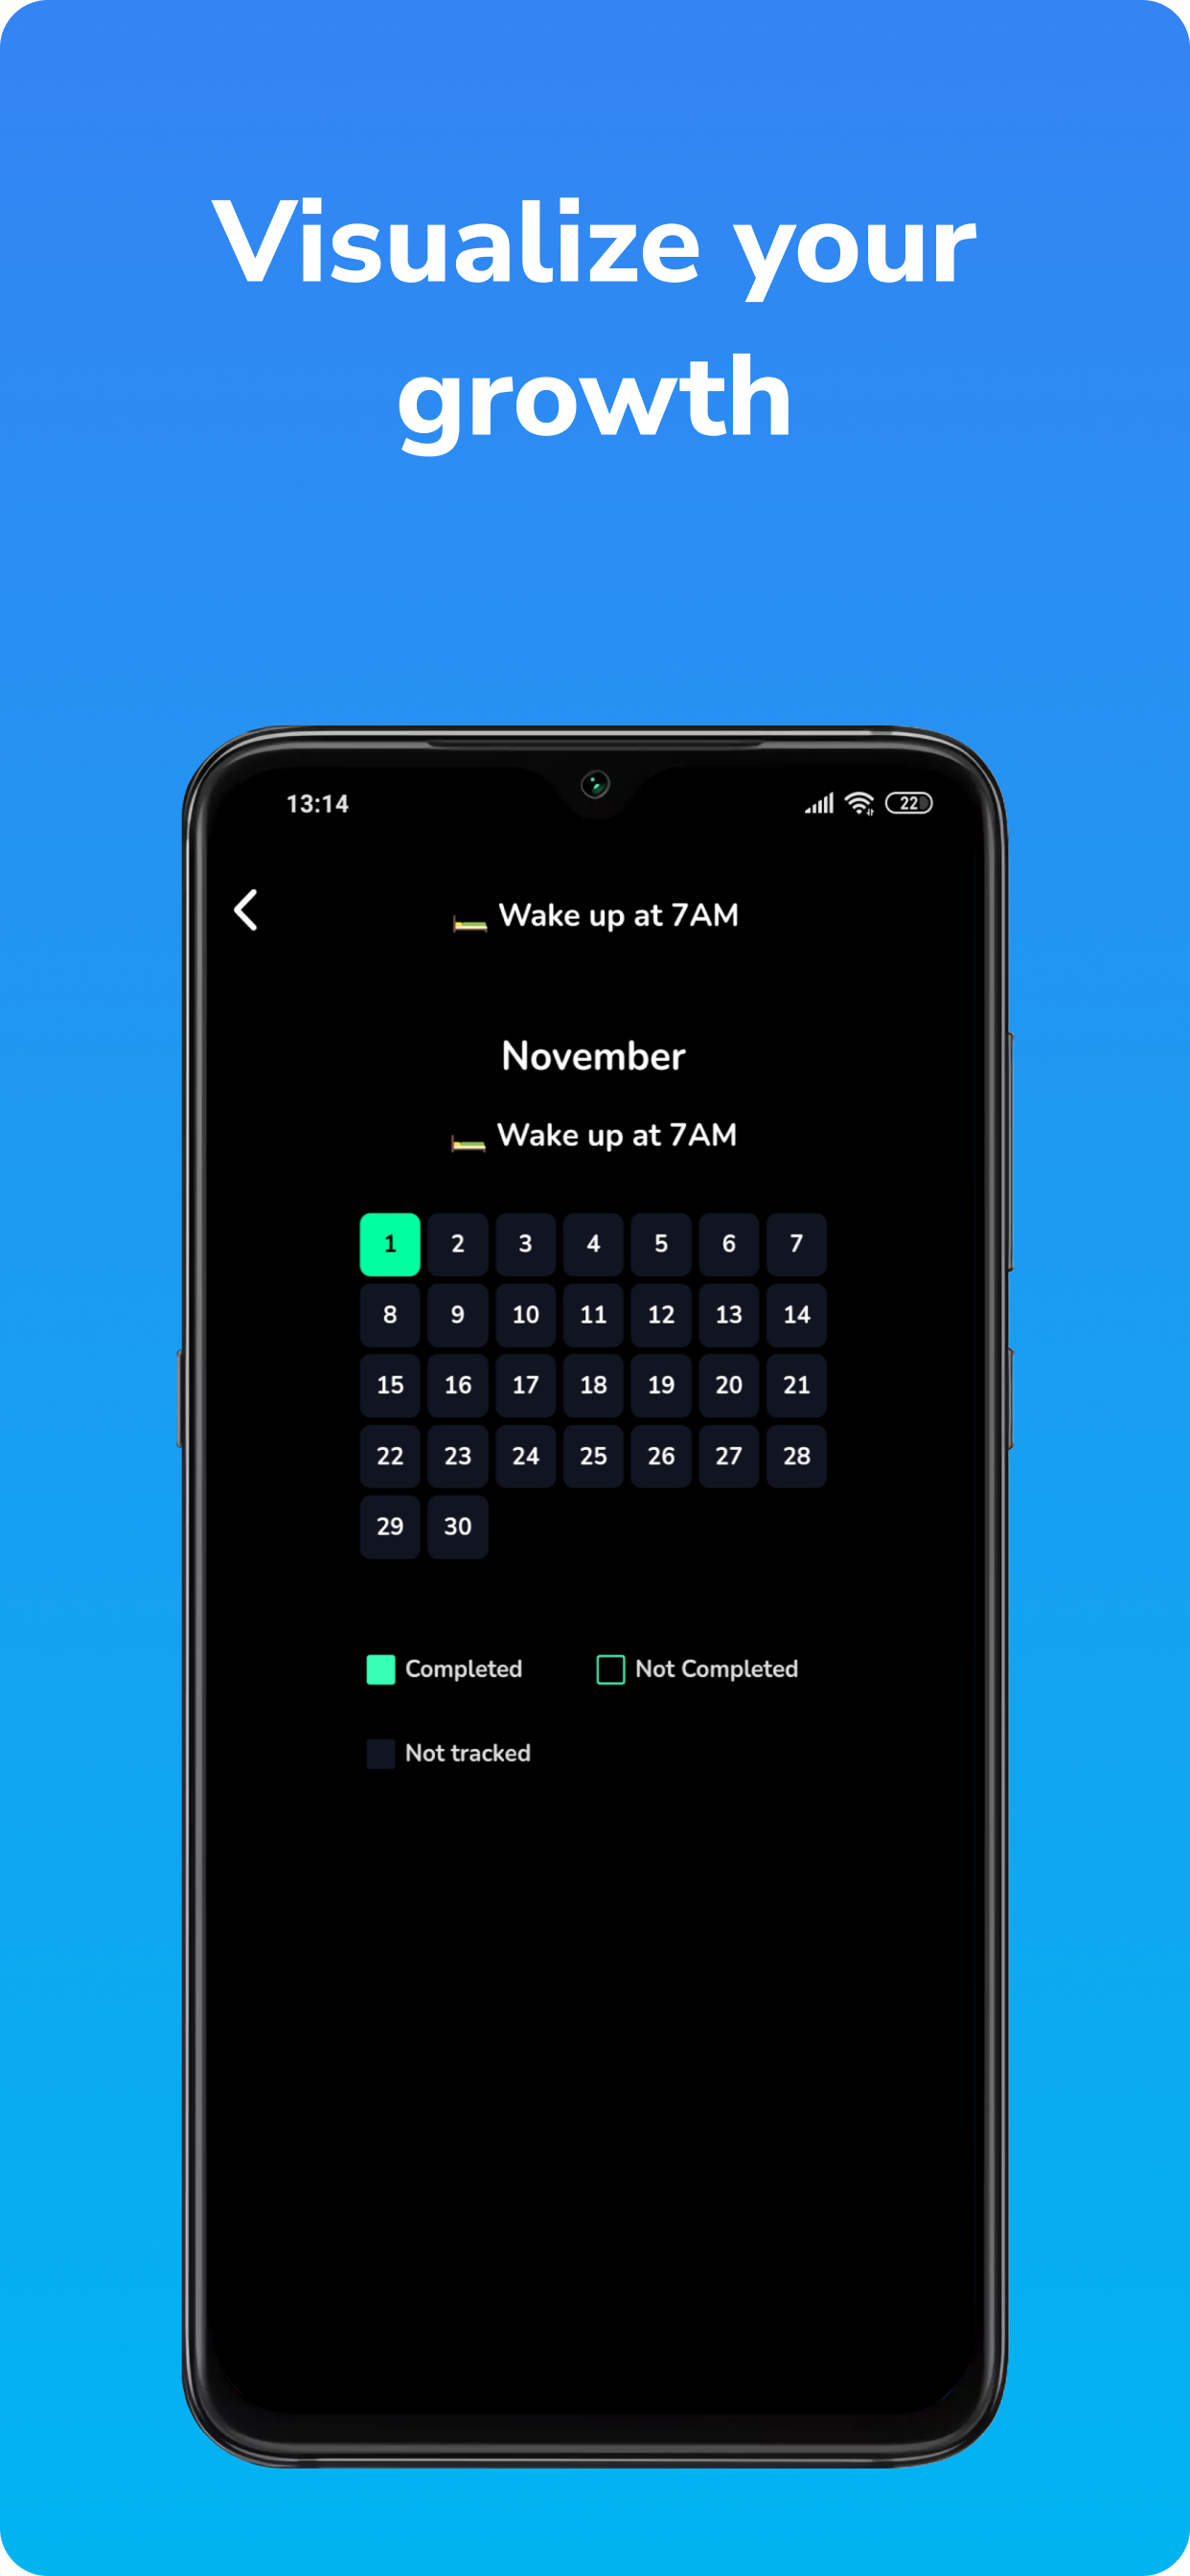 Visualize your
growth
13:14
22
Wake up at 7AM
November
Wake up at 7AM
1 2 3 4 5 6 7
8 9 10 11 12 13 14
15 16 17 18 19 20 21
22 23 24 25 26 27 28
29 30
Completed Not Completed
Not tracked